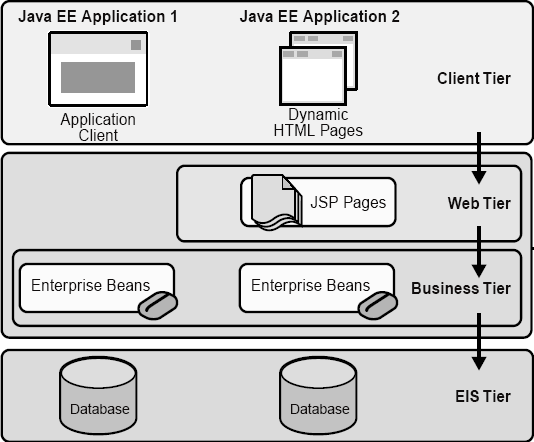 Java EE Application 1
Java EE Application 2
Application
Client
Dynamic
HTML Pages
Client Tier
JSP Pages
Web Tier
Enterprise Beans
Enterprise Beans
Business Tier
Database
Database
EIS Tier